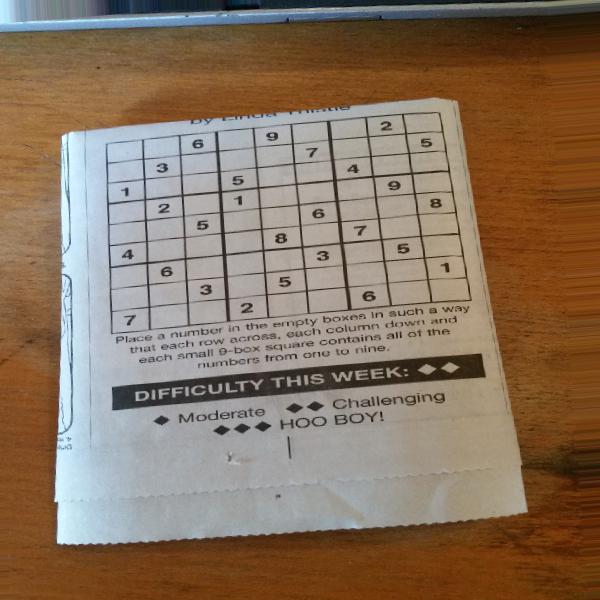 by Linda Thistle
6 9 2
3 7 5
1 5 4
2 1 9
5 6 8
4 8 7
6 3 5
3 5 1
7 2 6
Place a number in the empty boxes in such a way
that each row across, each column down and
each small 9-box square contains all of the
numbers from one to nine.
DIFFICULTY THIS WEEK: ◆◆
◆ Moderate ◆◆ Challenging
◆◆◆ HOO BOY!